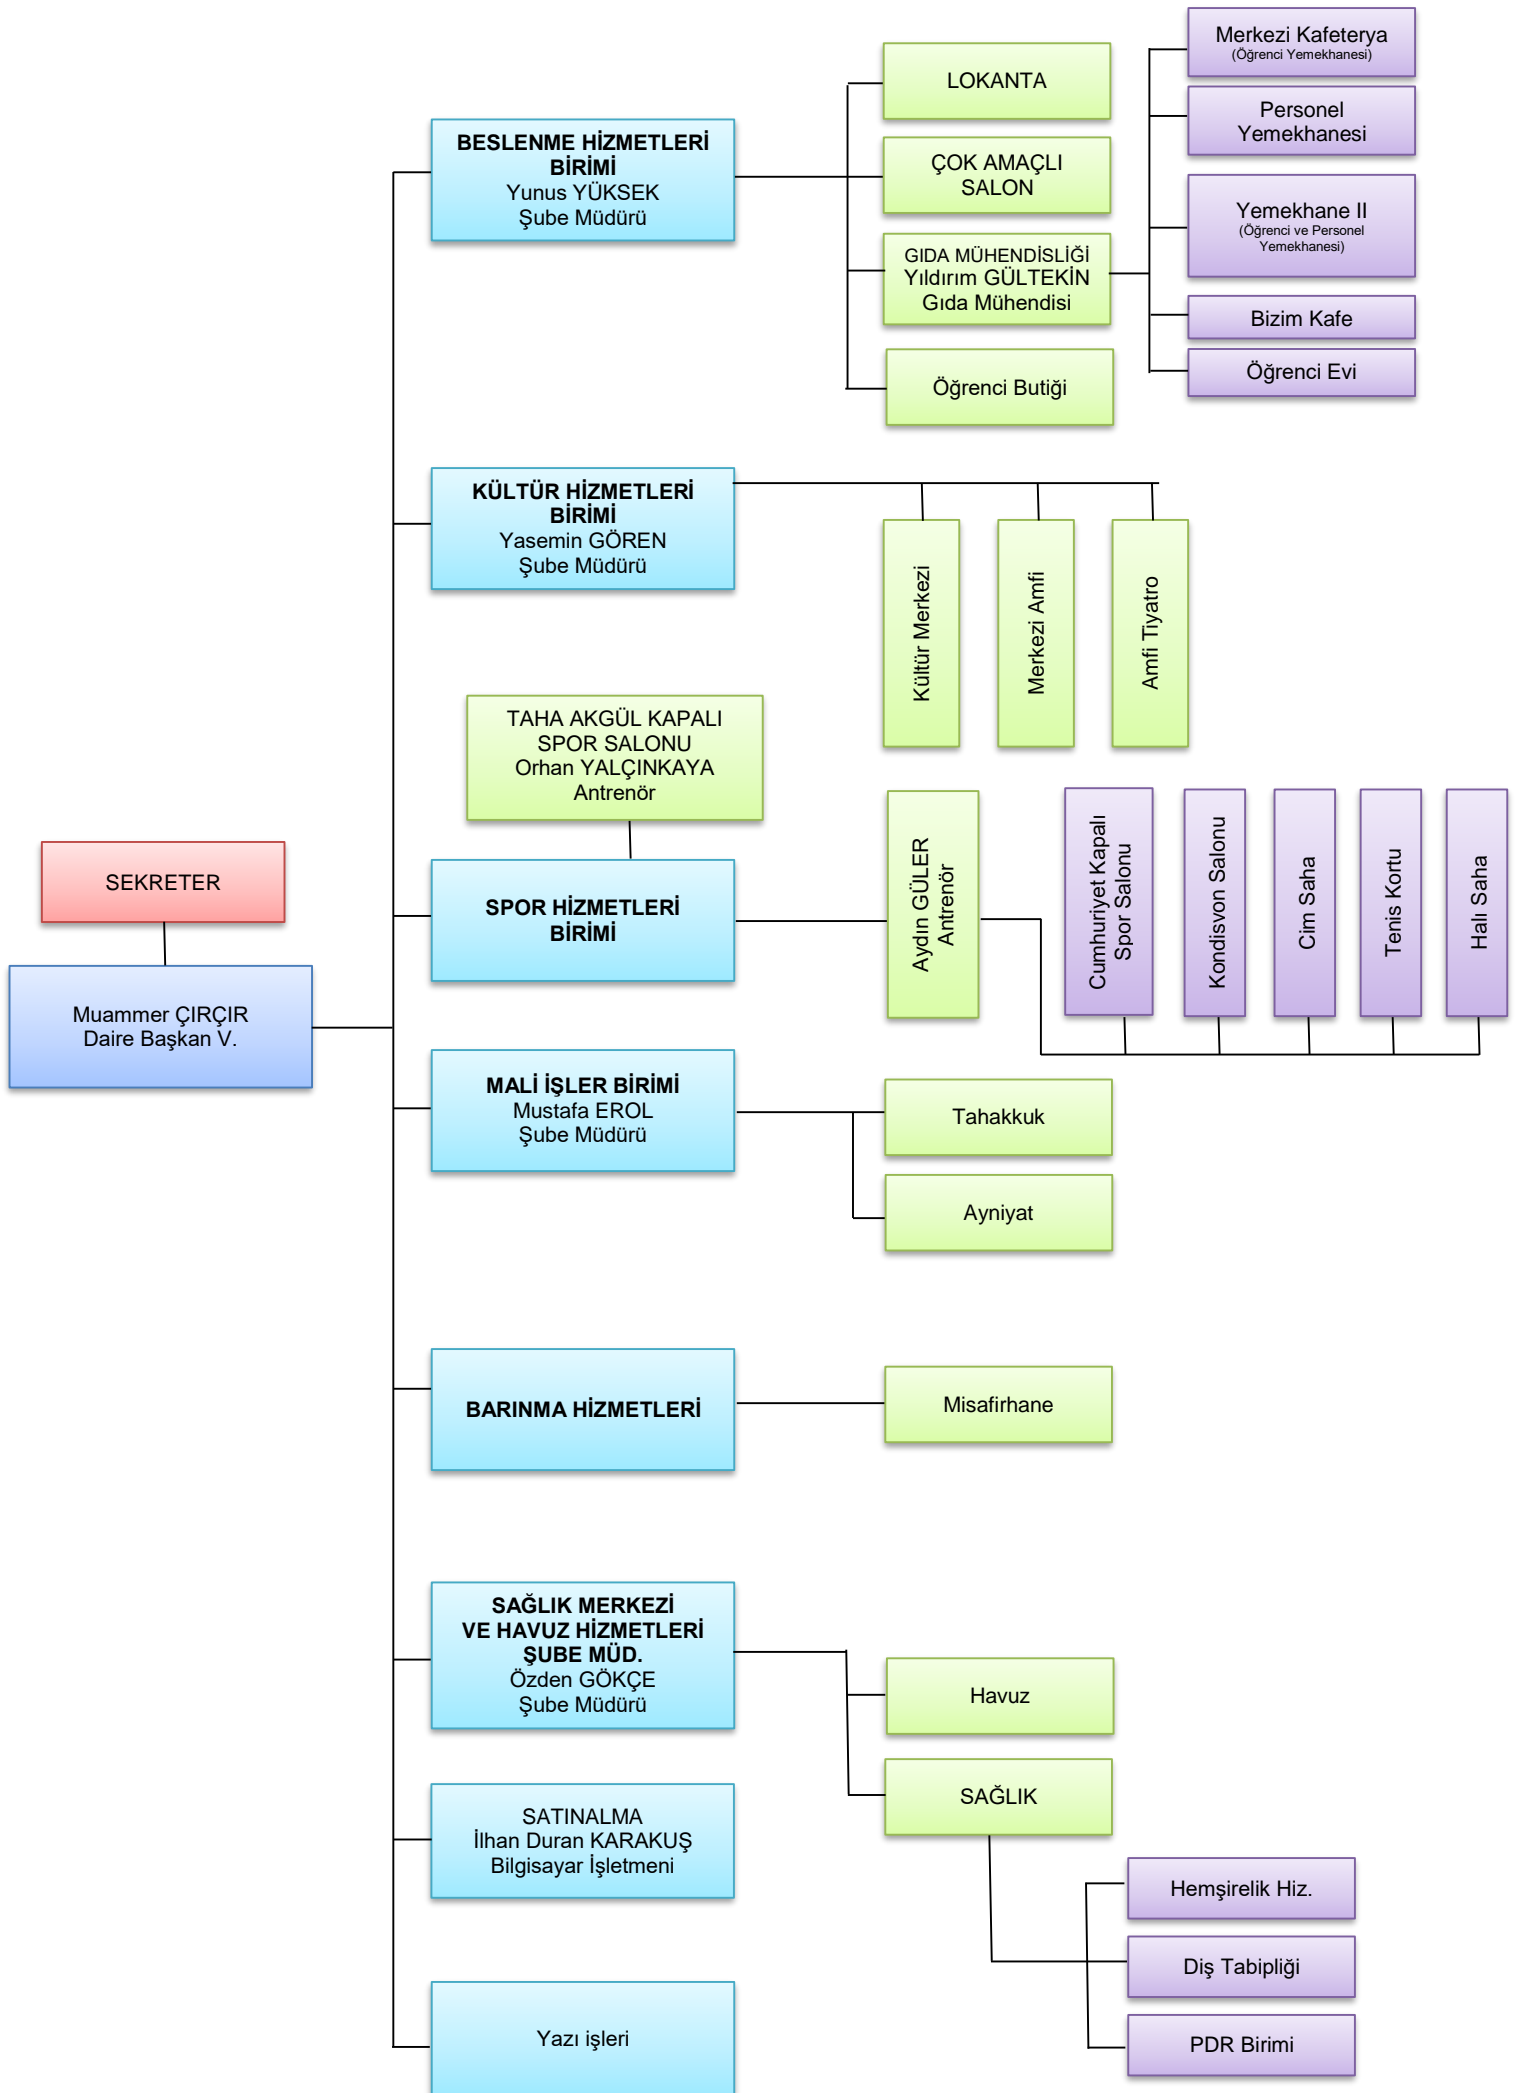 SEKRETER
Muammer ÇIRÇIR
Daire Başkan V.
BESLENME HİZMETLERİ
BİRİMİ
Yunus YÜKSEK
Şube Müdürü
LOKANTA
ÇOK AMAÇLI
SALON
GIDA MÜHENDİSLİĞİ
Yıldırım GÜLTEKİN
Gıda Mühendisi
Öğrenci Butiği
Merkezi Kafeterya
(Öğrenci Yemekhanesi)
Personel
Yemekhanesi
Yemekhane II
(Öğrenci ve Personel
Yemekhanesi)
Bizim Kafe
Öğrenci Evi
KÜLTÜR HİZMETLERİ
BİRİMİ
Yasemin GÖREN
Şube Müdürü
Kültür Merkezi
Merkezi Amfi
Amfi Tiyatro
TAHA AKGÜL KAPALI
SPOR SALONU
Orhan YALÇINKAYA
Antrenör
SPOR HİZMETLERİ
BİRİMİ
Aydın GÜLER
Antrenör
Cumhuriyet Kapalı
Spor Salonu
Kondisvon Salonu
Cim Saha
Tenis Kortu
Halı Saha
MALİ İŞLER BİRİMİ
Mustafa EROL
Şube Müdürü
Tahakkuk
Ayniyat
BARINMA HİZMETLERİ
Misafirhane
SAĞLIK MERKEZİ
VE HAVUZ HİZMETLERİ
ŞUBE MÜD.
Özden GÖKÇE
Şube Müdürü
Havuz
SAĞLIK
Hemşirelik Hiz.
Diş Tabipliği
PDR Birimi
SATINALMA
İlhan Duran KARAKUŞ
Bilgisayar İşletmeni
Yazı işleri